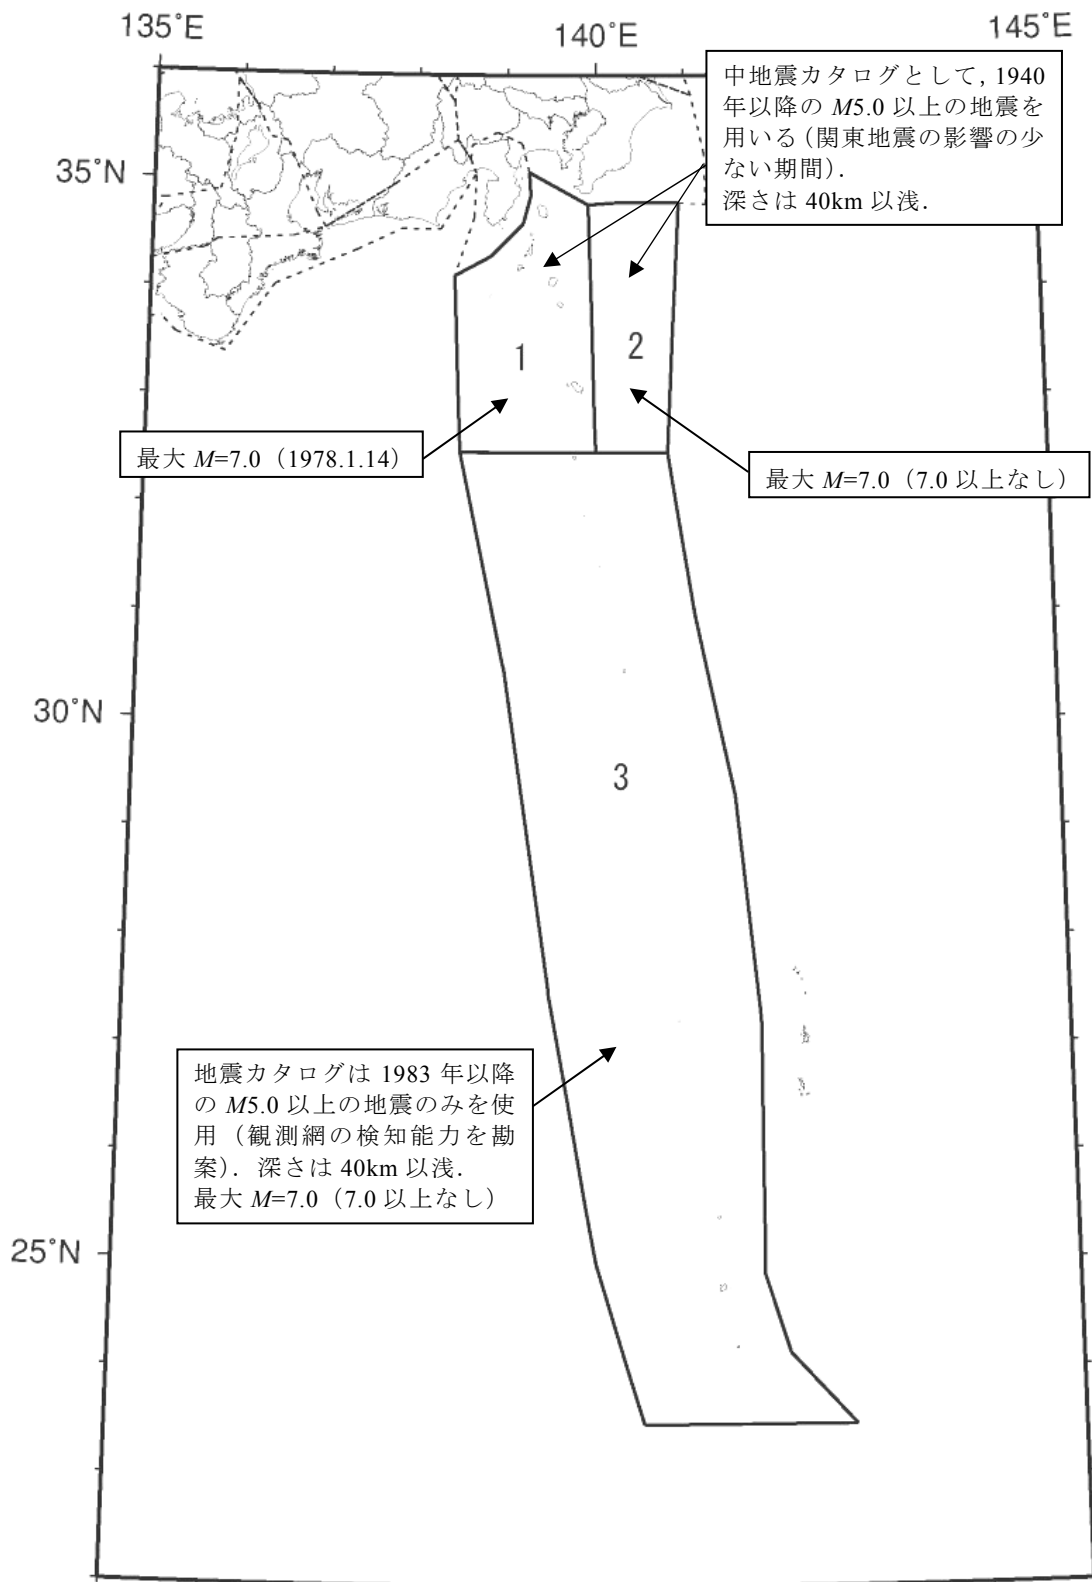 135°E
140°E
145°E
中地震カタログとして，1940
年以降の M5.0 以上の地震を
用いる（関東地震の影響の少
ない期間）．
深さは 40km 以浅．
35°N
1
2
最大 M=7.0（1978.1.14）
最大 M=7.0（7.0 以上なし）
30°N
3
地震カタログは 1983 年以降
の M5.0 以上の地震のみを使
用（観測網の検知能力を勘
案）．深さは 40km 以浅．
最大 M=7.0（7.0 以上なし）
25°N